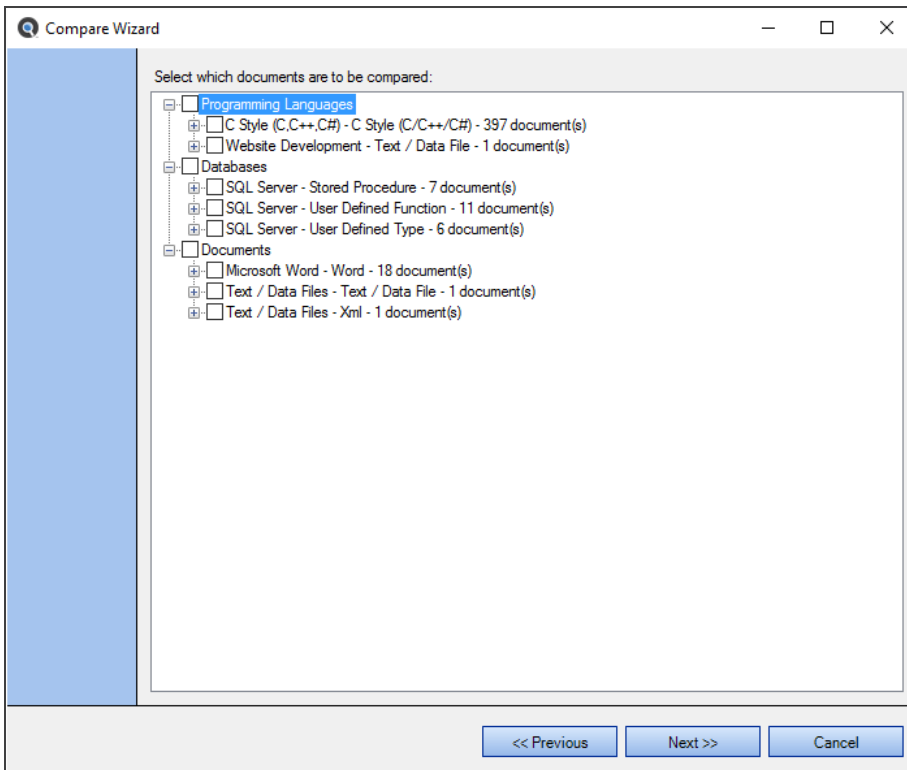 Compare Wizard
Select which documents are to be compared:
Programming Languages
C Style (C,C++,C#) - C Style (C/C++/C#) - 397 document(s)
Website Development - Text / Data File - 1 document(s)
Databases
SQL Server - Stored Procedure - 7 document(s)
SQL Server - User Defined Function - 11 document(s)
SQL Server - User Defined Type - 6 document(s)
Documents
Microsoft Word - Word - 18 document(s)
Text / Data Files - Text / Data File - 1 document(s)
Text / Data Files - Xml - 1 document(s)
<< Previous Next >> Cancel